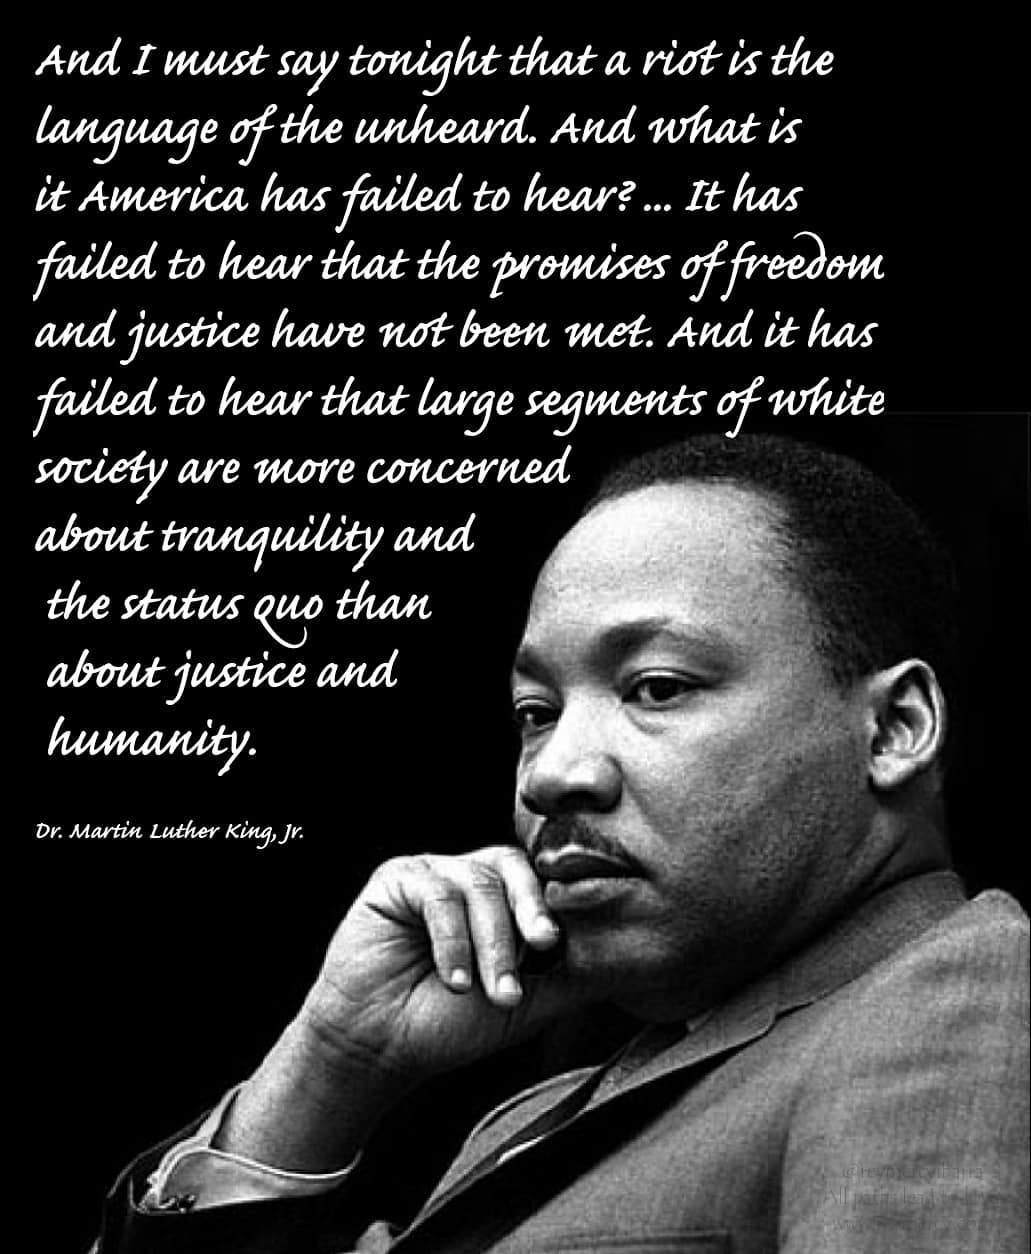 And I must say tonight that a riot is the
language of the unheard. And what is
it America has failed to hear? ... It has
failed to hear that the promises of freedom
and justice have not been met. And it has
failed to hear that large segments of white
society are more concerned
about tranquility and
the status quo than
about justice and
humanity.
Dr. Martin Luther King, Jr.